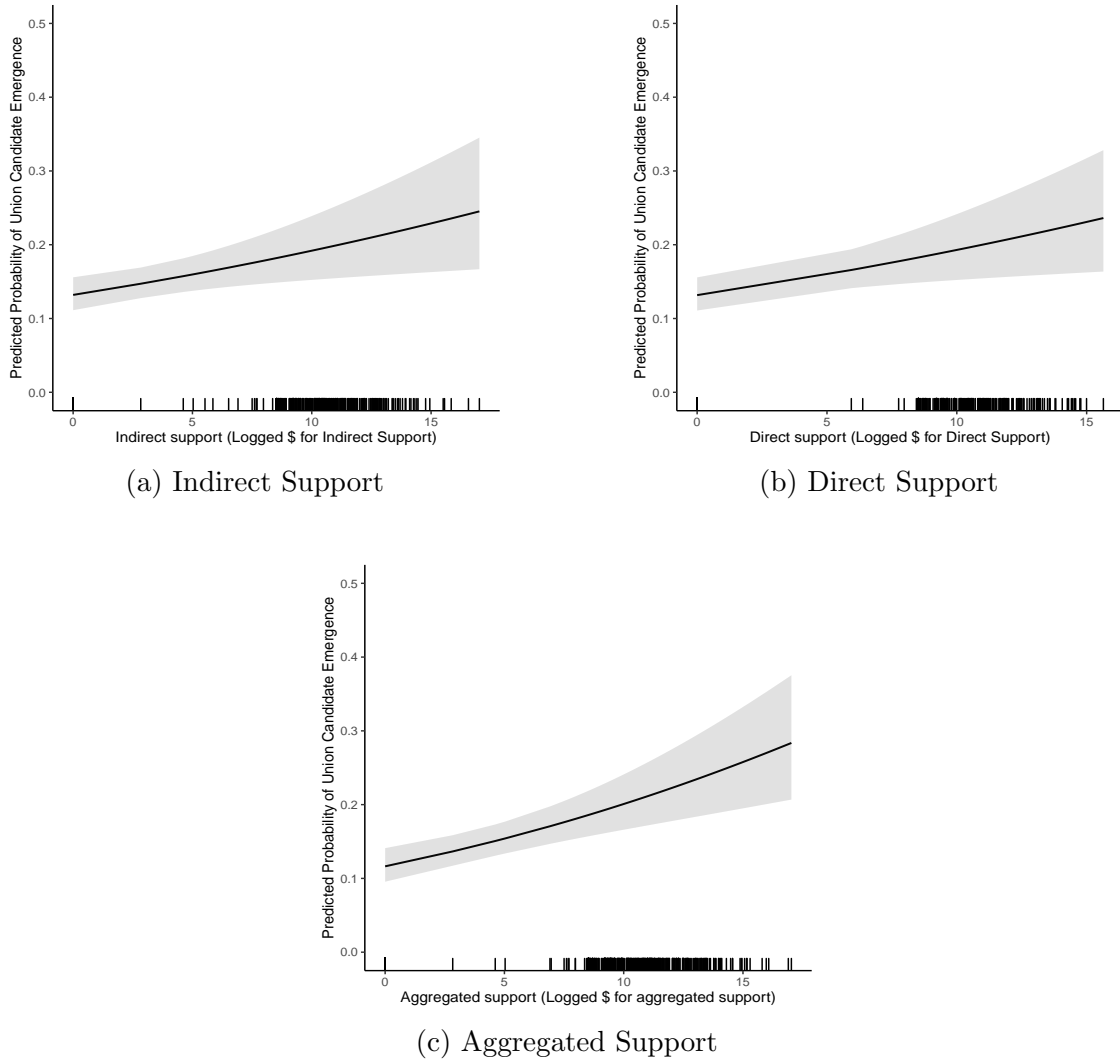 Predicted Probability of Union Candidate Emergence
0.5
0.4
0.3
0.2
0.1
0.0
0 5 10 15
Indirect support (Logged $ for Indirect Support)
(a) Indirect Support
Predicted Probability of Union Candidate Emergence
0.5
0.4
0.3
0.2
0.1
0.0
0 5 10 15
Direct support (Logged $ for Direct Support)
(b) Direct Support
Predicted Probability of Union Candidate Emergence
0.5
0.4
0.3
0.2
0.1
0.0
0 5 10 15
Aggregated support (Logged $ for aggregated support)
(c) Aggregated Support